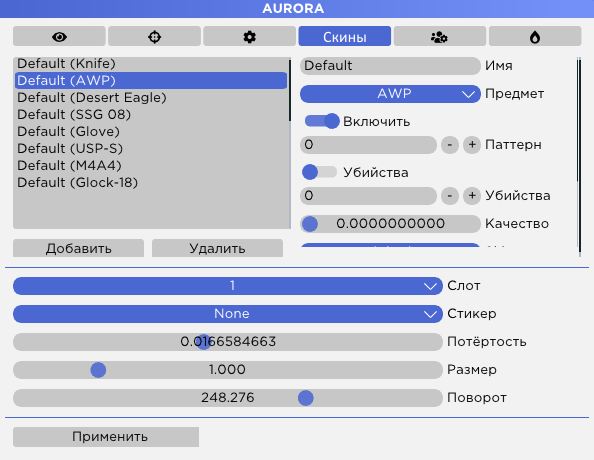 AURORA
Скины
Default (Knife)
Default (AWP)
Default (Desert Eagle)
Default (SSG 08)
Default (Glove)
Default (USP-S)
Default (M4A4)
Default (Glock-18)
Добавить Удалить
Default Имя
AWP Предмет
Включить
0 - + Паттерн
Убийства
0 - + Убийства
0.0000000000 Качество
1 Слот
None Стикер
0.0166584663 Потёртость
1.000 Размер
248.276 Поворот
Применить